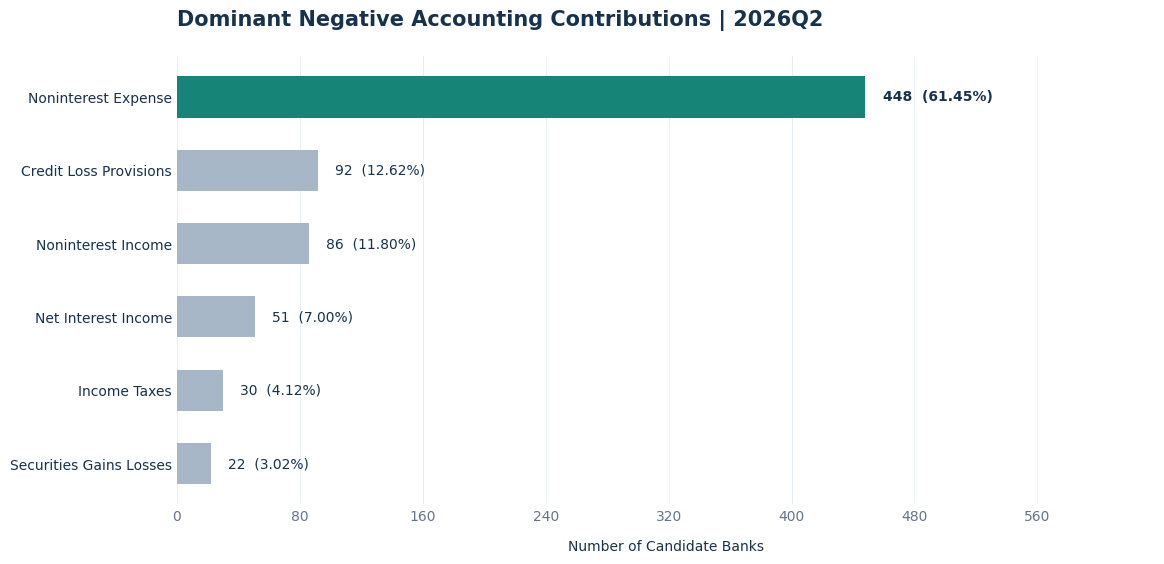 Dominant Negative Accounting Contributions | 2026Q2
Noninterest Expense 448 (61.45%)
Credit Loss Provisions 92 (12.62%)
Noninterest Income 86 (11.80%)
Net Interest Income 51 (7.00%)
Income Taxes 30 (4.12%)
Securities Gains Losses 22 (3.02%)
0 80 160 240 320 400 480 560
Number of Candidate Banks